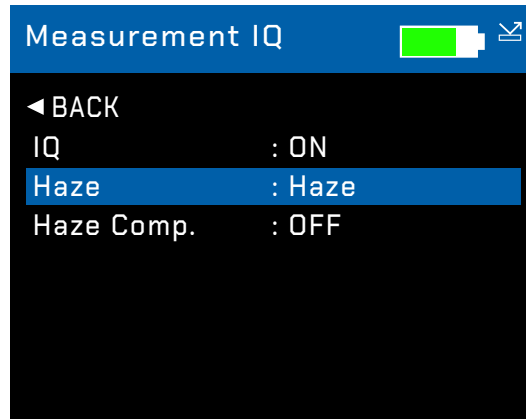 Measurement IQ
◄BACK
IQ : ON
Haze : Haze
Haze Comp. : OFF